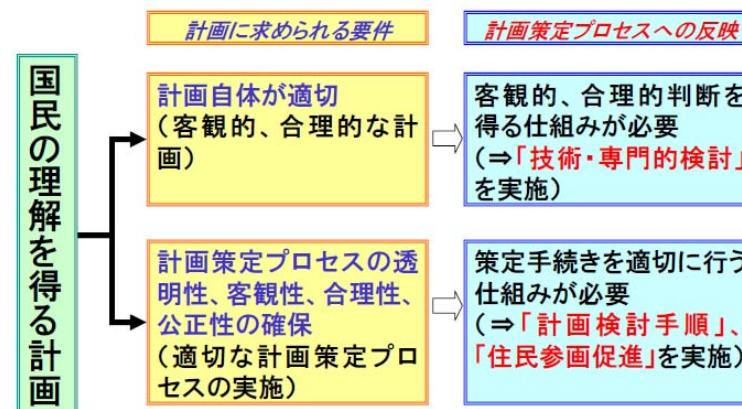 計画に求められる要件
計画策定プロセスへの反映
国民の理解を得る計画
計画自体が適切
（客観的、合理的な計
画）
客観的、合理的判断を
得る仕組みが必要
（⇒「技術・専門的検討」
を実施）
計画策定プロセスの透
明性、客観性、合理性、
公正性の確保
（適切な計画策定プロ
セスの実施）
策定手続きを適切に行う
仕組みが必要
（⇒「計画検討手順」、
「住民参画促進」を実施）